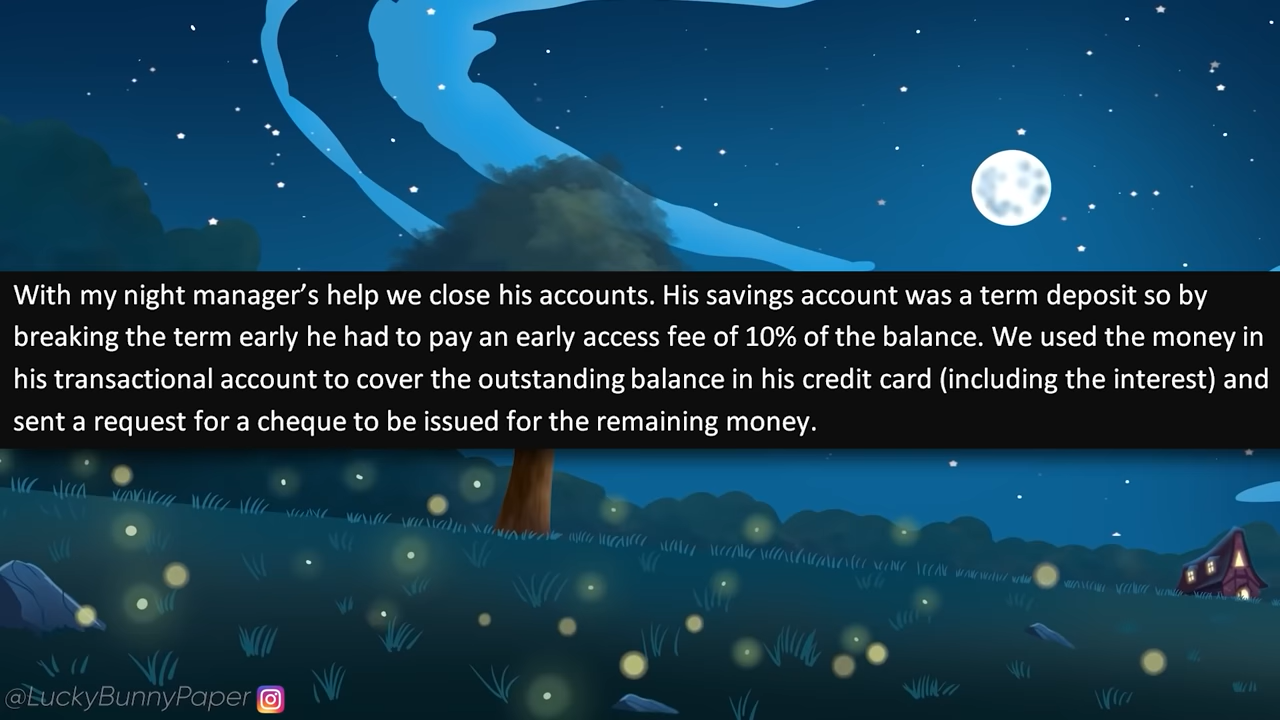 With my night manager’s help we close his accounts. His savings account was a term deposit so by
breaking the term early he had to pay an early access fee of 10% of the balance. We used the money in
his transactional account to cover the outstanding balance in his credit card (including the interest) and
sent a request for a cheque to be issued for the remaining money.
@LuckyBunnyPaper